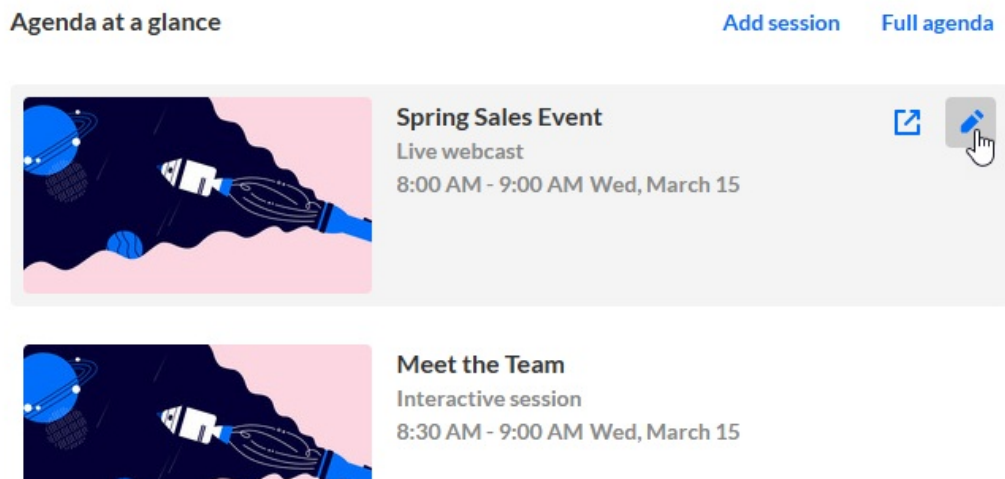 Agenda at a glance
Add session
Full agenda
Spring Sales Event
Live webcast
8:00 AM - 9:00 AM Wed, March 15
Meet the Team
Interactive session
8:30 AM - 9:00 AM Wed, March 15